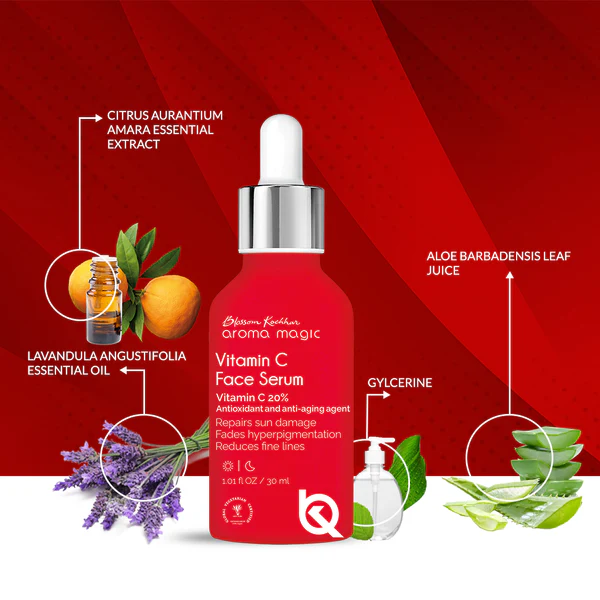 CITRUS AURANTIUM
AMARA ESSENTIAL
EXTRACT
ALOE BARBADENSIS LEAF
JUICE
Blossom Kochhar
aroma magic
LAVANDULA ANGUSTIFOLIA
ESSENTIAL OIL
Vitamin C
Face Serum
GYLCERINE
Vitamin C 20%
Antioxidant and anti-aging agent
Repairs sun damage
Fades hyperpigmentation
Reduces fine lines
1.01 fl OZ / 30 ml